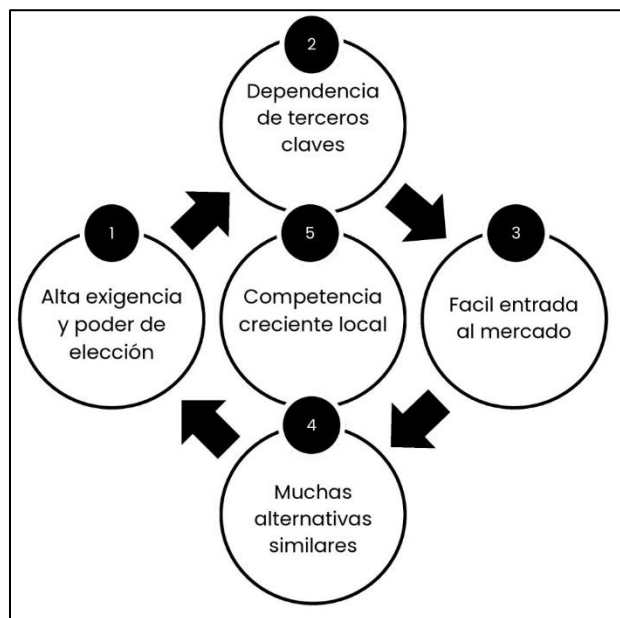 1
Alta exigencia
y poder de
elección
2
Dependencia
de terceros
claves
3
Facil entrada
al mercado
4
Muchas
alternativas
similares
5
Competencia
creciente local